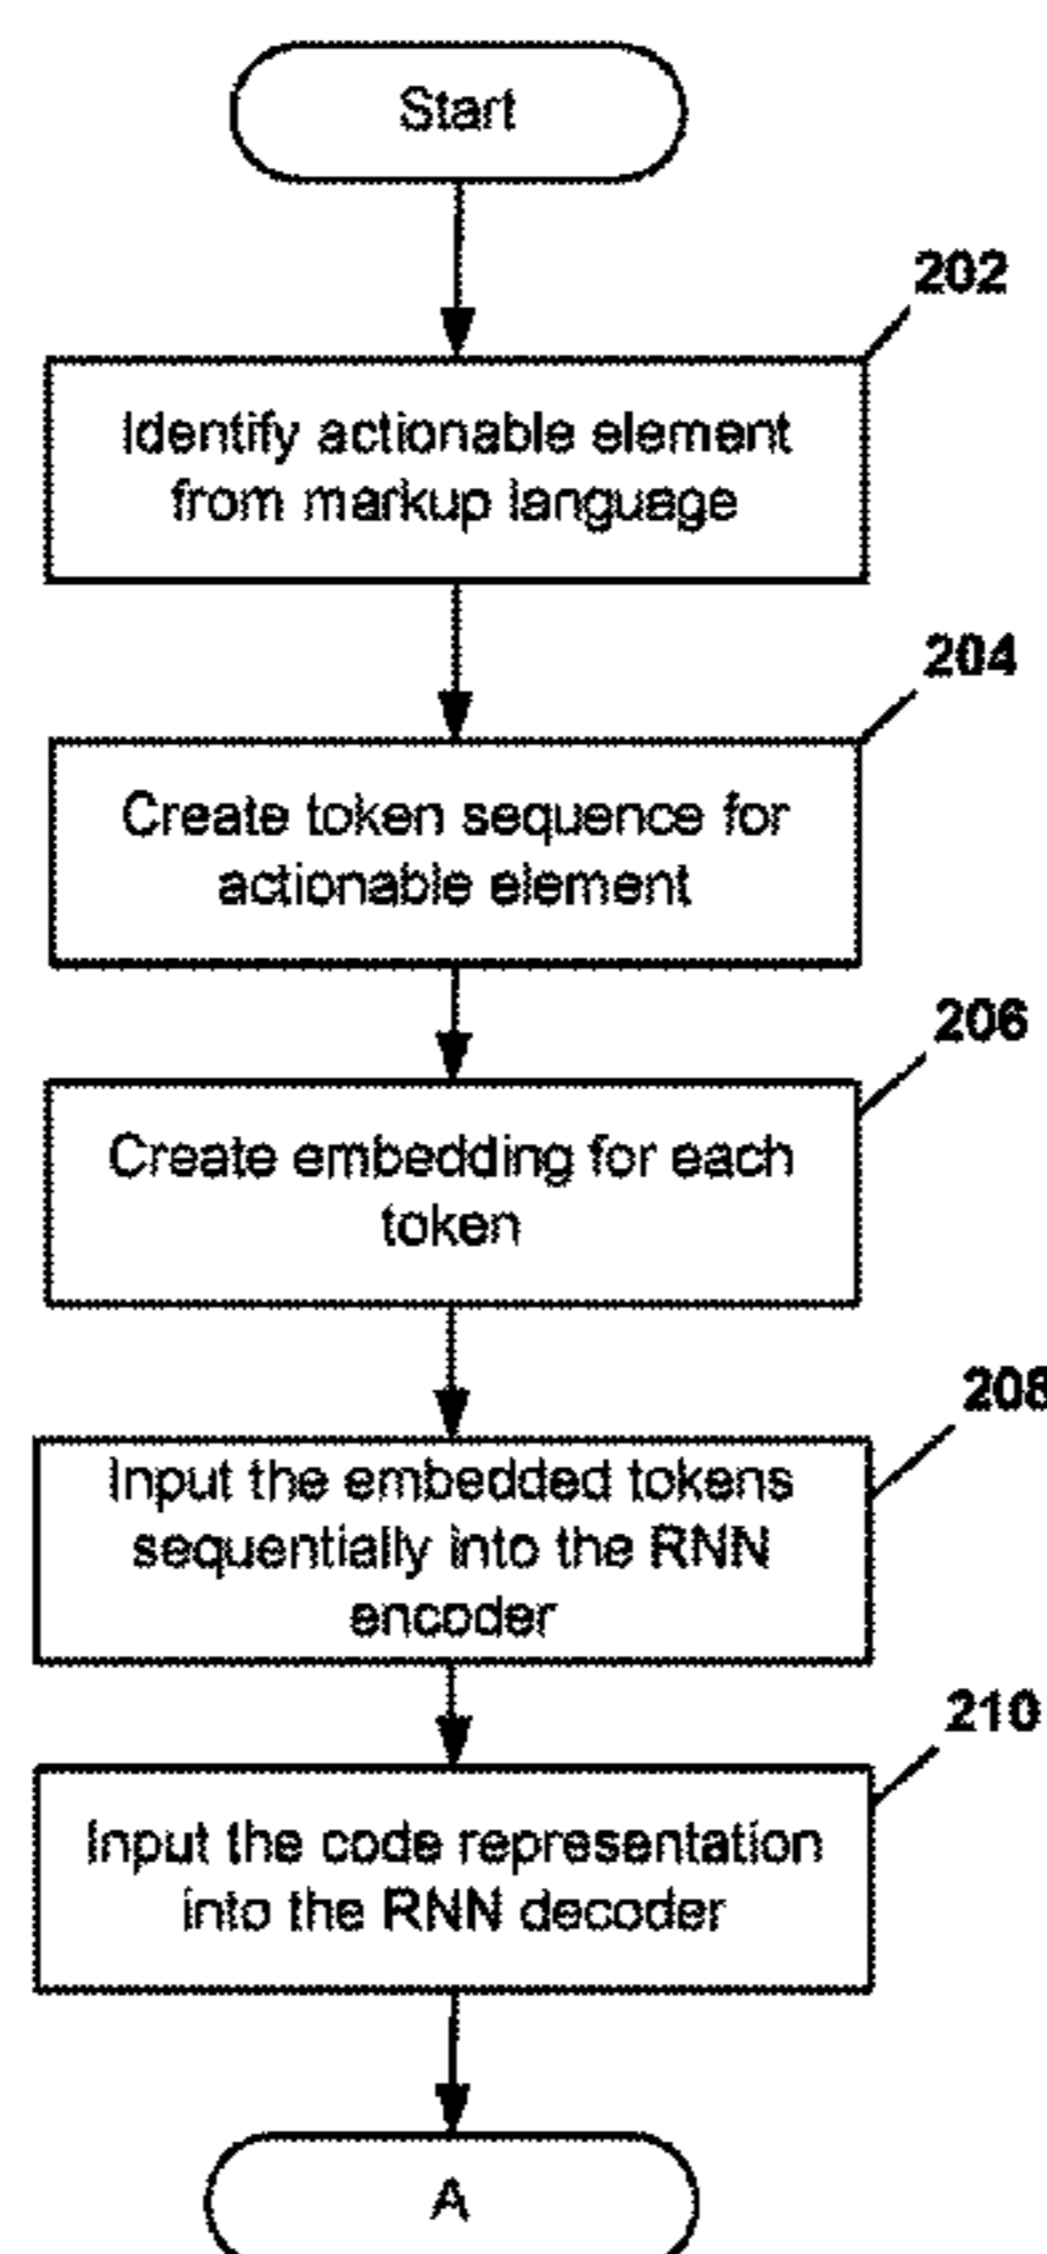 Start
202
Identify actionable element
from markup language
204
Create token sequence for
actionable element
206
Create embedding for each
token
208
Input the embedded tokens
sequentially into the RNN
encoder
210
Input the code representation
into the RNN decoder
A